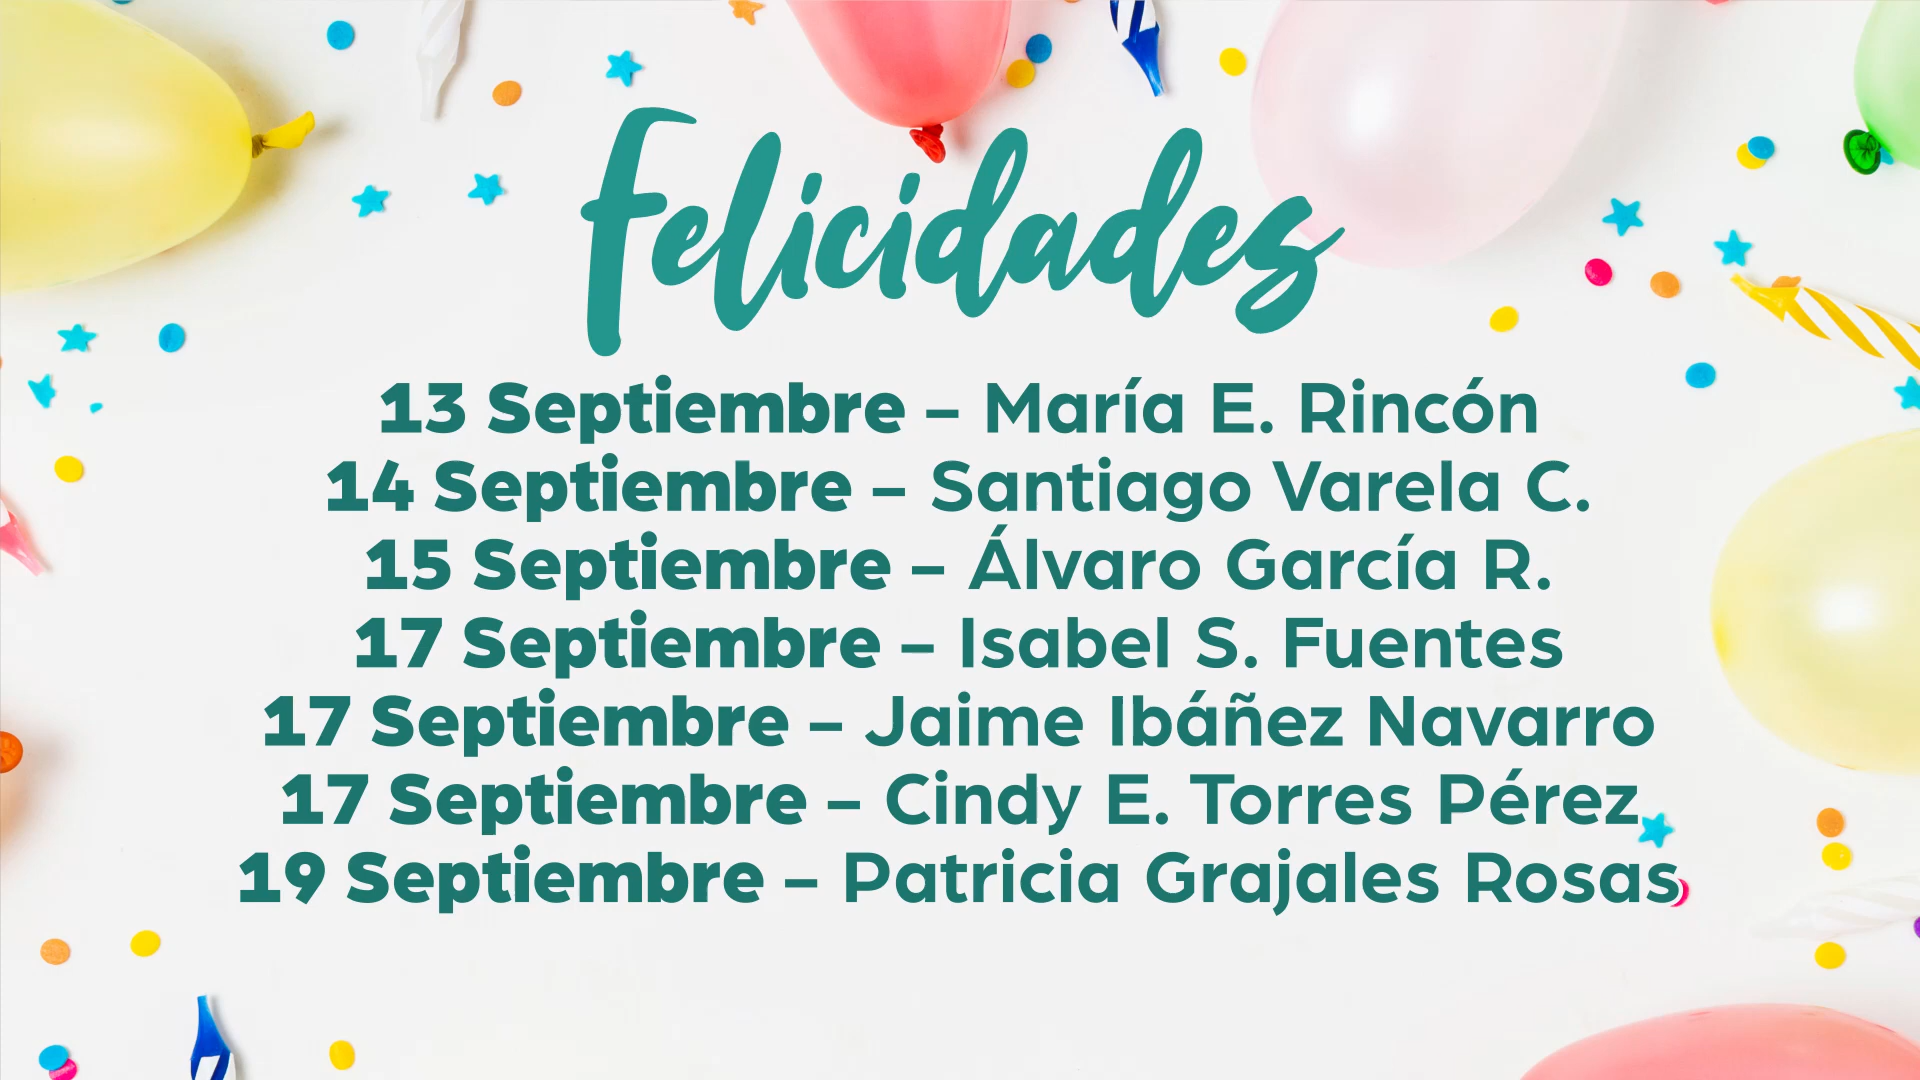 Felicidades
13 Septiembre – María E. Rincón
14 Septiembre – Santiago Varela C.
15 Septiembre – Álvaro García R.
17 Septiembre – Isabel S. Fuentes
17 Septiembre – Jaime Ibáñez Navarro
17 Septiembre – Cindy E. Torres Pérez
19 Septiembre – Patricia Grajales Rosas